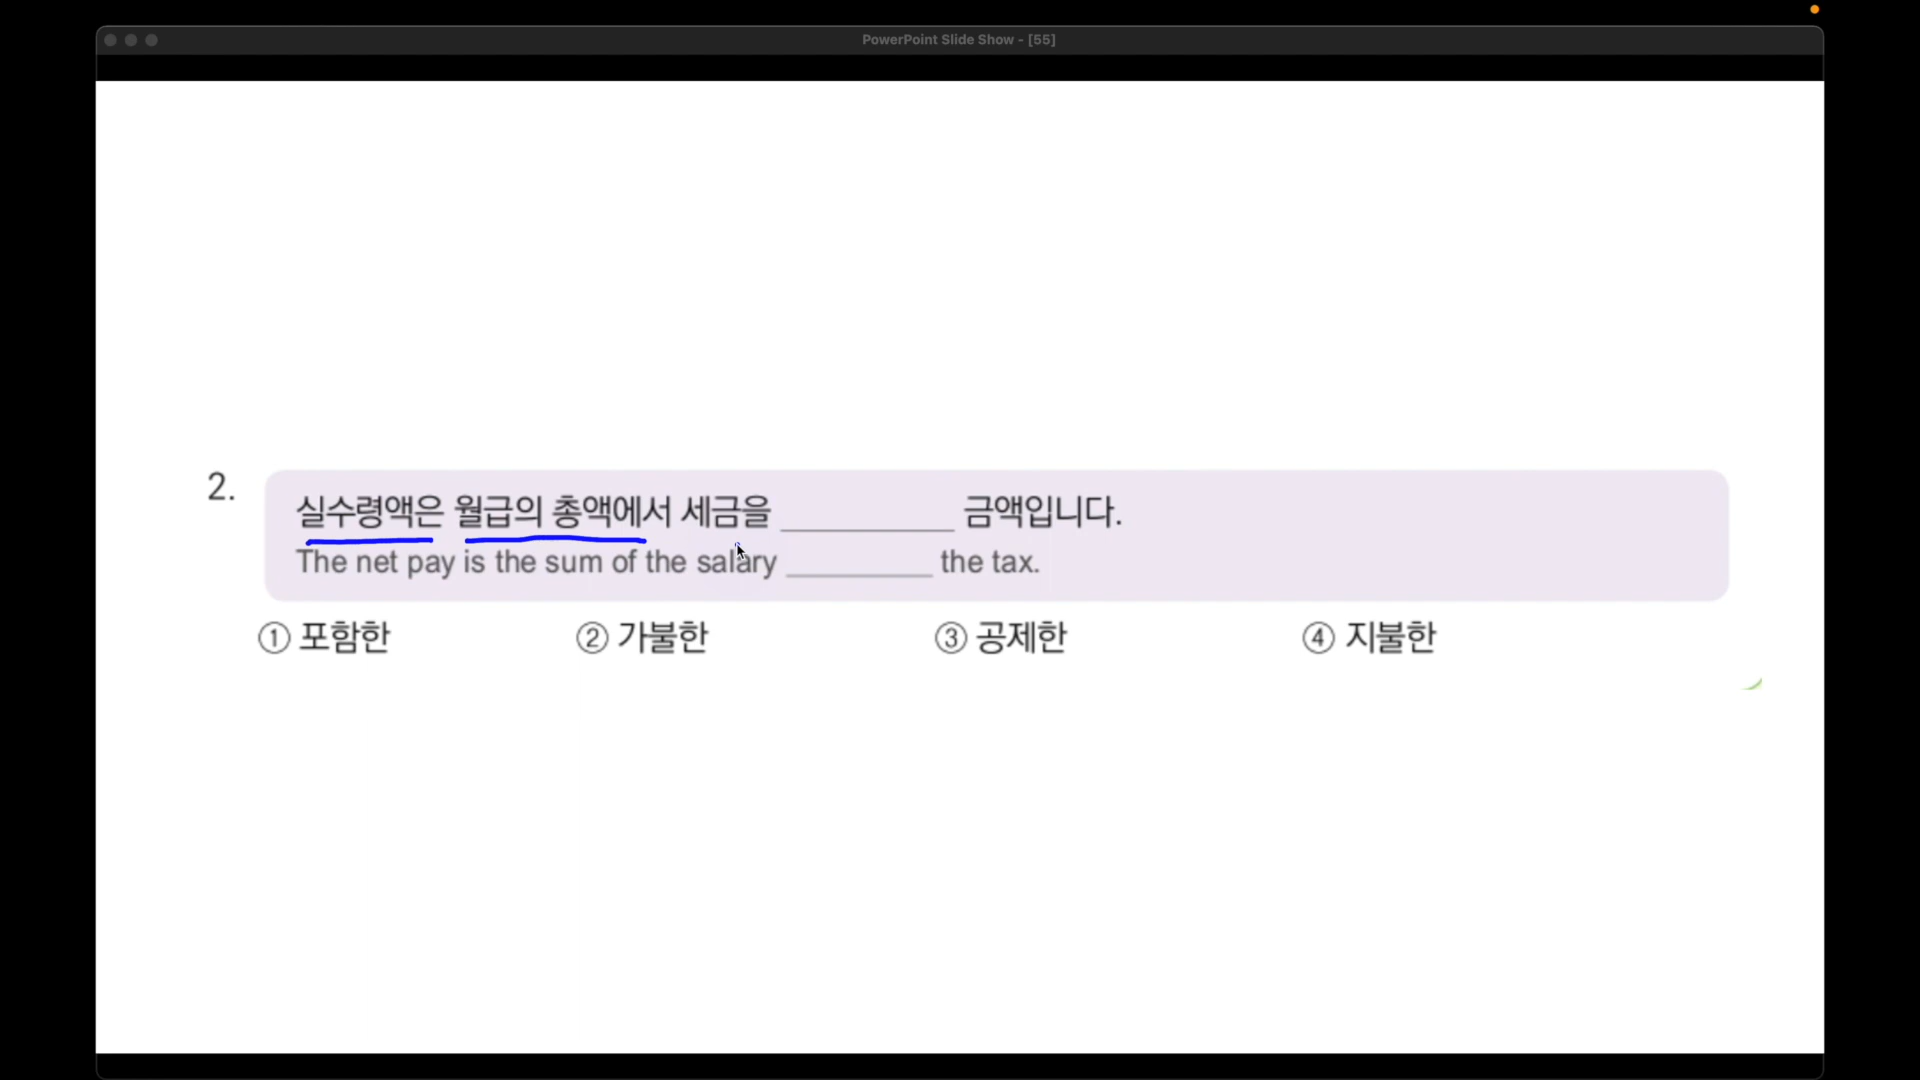 PowerPoint Slide Show - [55]
2.
실수령액은 월급의 총액에서 세금을 __________ 금액입니다.
The net pay is the sum of the salary _________ the tax.
① 포함한 ② 가불한 ③ 공제한 ④ 지불한